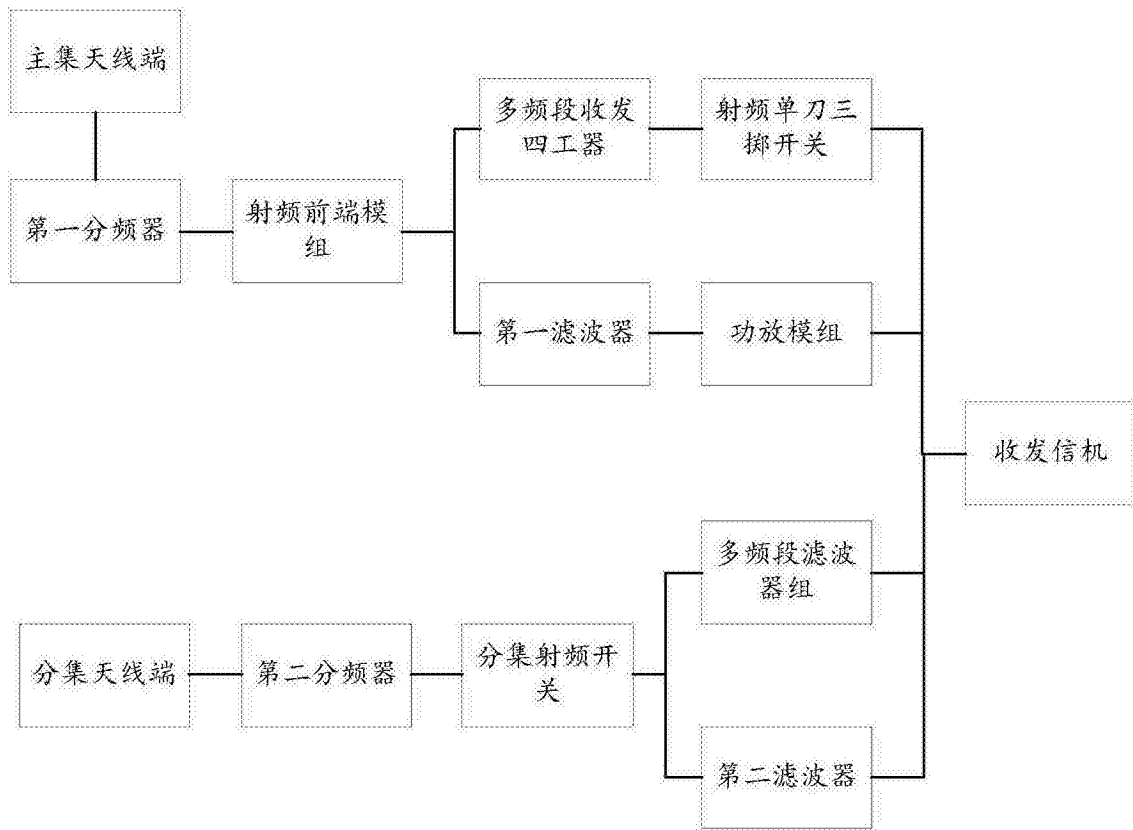 主集天线端
多频段收发
四工器
射频单刀三
掷开关
第一分频器
射频前端模
组
第一滤波器
功放模组
收发信机
多频段滤波
器组
分集天线端
第二分频器
分集射频开
关
第二滤波器